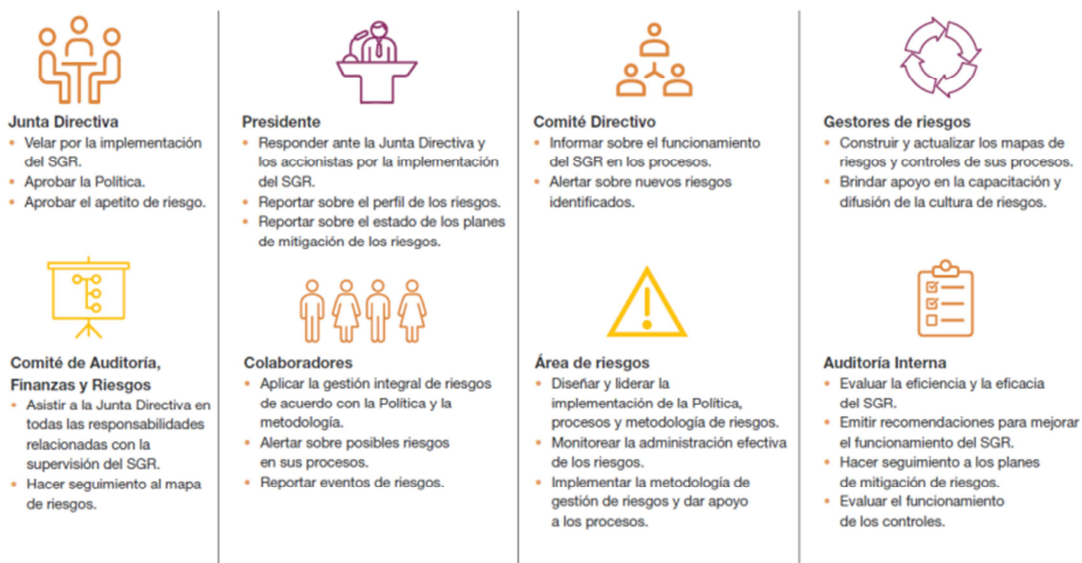 Junta Directiva
• Velar por la implementación
del SGR.
• Aprobar la Política.
• Aprobar el apetito de riesgo.
Presidente
• Responder ante la Junta Directiva y
los accionistas por la implementación
del SGR.
• Reportar sobre el perfil de los riesgos.
• Reportar sobre el estado de los planes
de mitigación de los riesgos.
Comité Directivo
• Informar sobre el funcionamiento
del SGR en los procesos.
• Alertar sobre nuevos riesgos
identificados.
Gestores de riesgos
• Construir y actualizar los mapas de
riesgos y controles de sus procesos.
• Brindar apoyo en la capacitación y
difusión de la cultura de riesgos.
Comité de Auditoría,
Finanzas y Riesgos
• Asistir a la Junta Directiva en
todas las responsabilidades
relacionadas con la
supervisión del SGR.
• Hacer seguimiento al mapa
de riesgos.
Colaboradores
• Aplicar la gestión integral de riesgos
de acuerdo con la Política y la
metodología.
• Alertar sobre posibles riesgos
en sus procesos.
• Reportar eventos de riesgos.
Área de riesgos
• Diseñar y liderar la
implementación de la Política,
procesos y metodología de riesgos.
• Monitorear la administración efectiva
de los riesgos.
• Implementar la metodología de
gestión de riesgos y dar apoyo
a los procesos.
Auditoría Interna
• Evaluar la eficiencia y la eficacia
del SGR.
• Emitir recomendaciones para mejorar
el funcionamiento del SGR.
• Hacer seguimiento a los planes
de mitigación de riesgos.
• Evaluar el funcionamiento
de los controles.